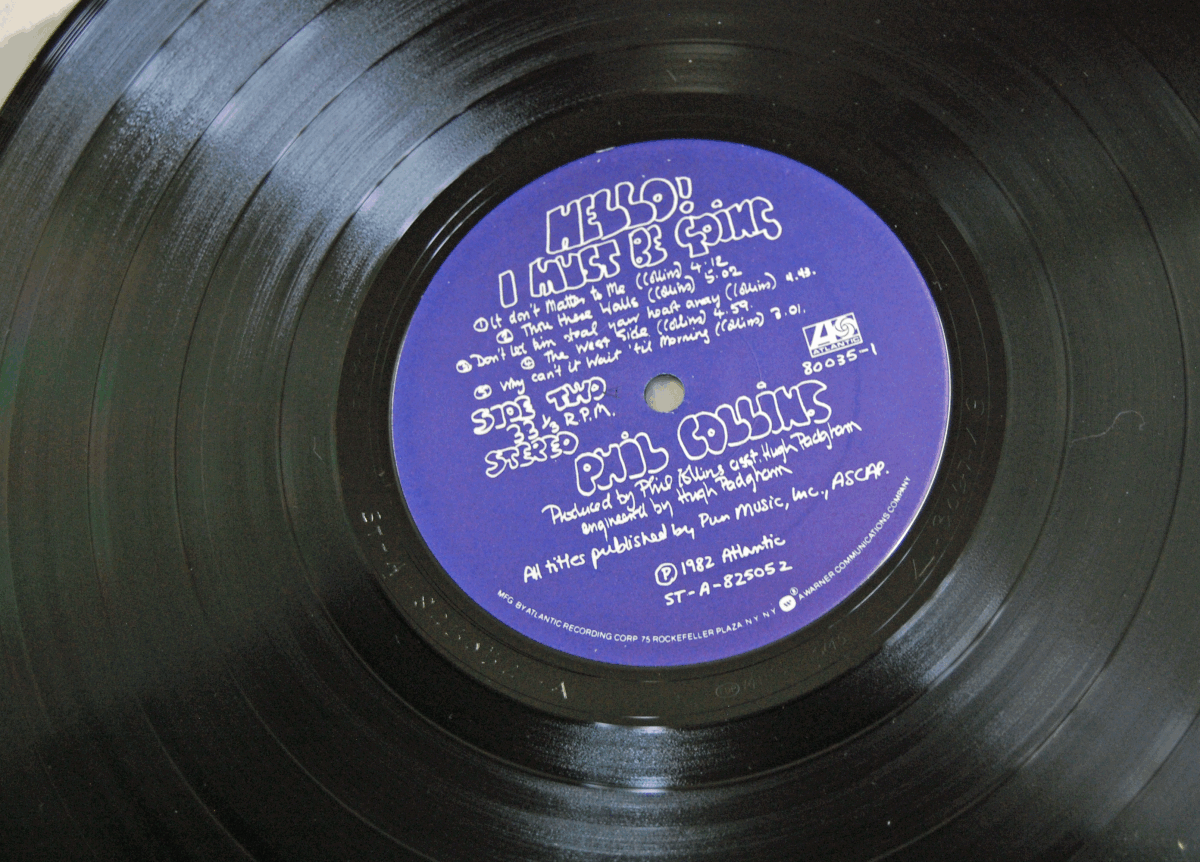 HELLO!
I MUST BE GOING
① It don't Matter to Me (Collins) 4.12
② Thru these Walls (Collins) 5.02
③ Don't let him steal your heart away (Collins) 4.43.
④ The West Side (Collins) 4.59.
⑤ Why can't it Wait 'til Morning (Collins) 3.01.
SIDE TWO
33 1/3 R.P.M.
STEREO
ATLANTIC
80035-1
PHIL COLLINS
Produced by Phil Collins asst. Hugh Padgham
engineered by Hugh Padgham
All titles published by Pun Music, Inc., ASCAP.
Ⓟ 1982 Atlantic
ST-A-825052
MFG BY ATLANTIC RECORDING CORP 75 ROCKEFELLER PLAZA N Y N Y W ® A WARNER COMMUNICATIONS COMPANY